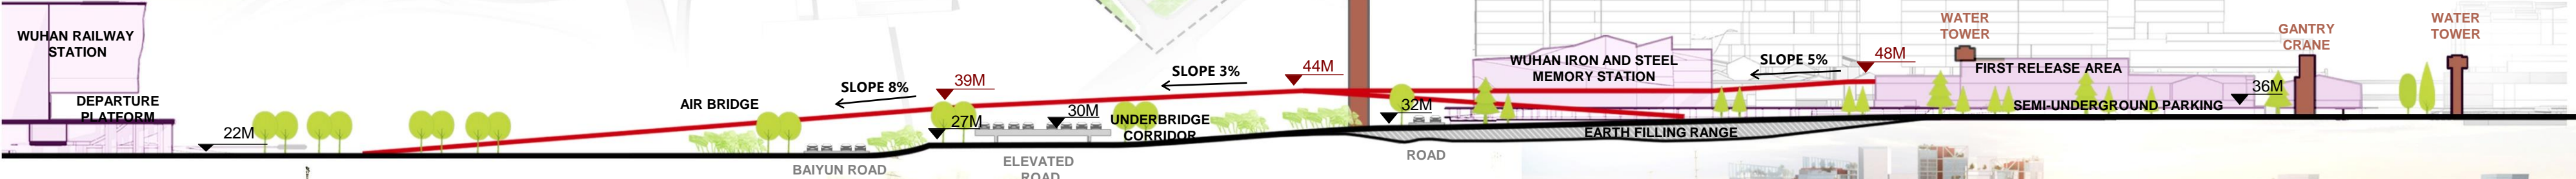 WUHAN RAILWAY
STATION
DEPARTURE
PLATFORM
22M
AIR BRIDGE
SLOPE 8%
39M
27M
30M
BAIYUN ROAD
ELEVATED
ROAD
UNDERBRIDGE
CORRIDOR
SLOPE 3%
44M
32M
ROAD
WUHAN IRON AND STEEL
MEMORY STATION
EARTH FILLING RANGE
SLOPE 5%
48M
WATER
TOWER
FIRST RELEASE AREA
SEMI-UNDERGROUND PARKING
36M
GANTRY
CRANE
WATER
TOWER